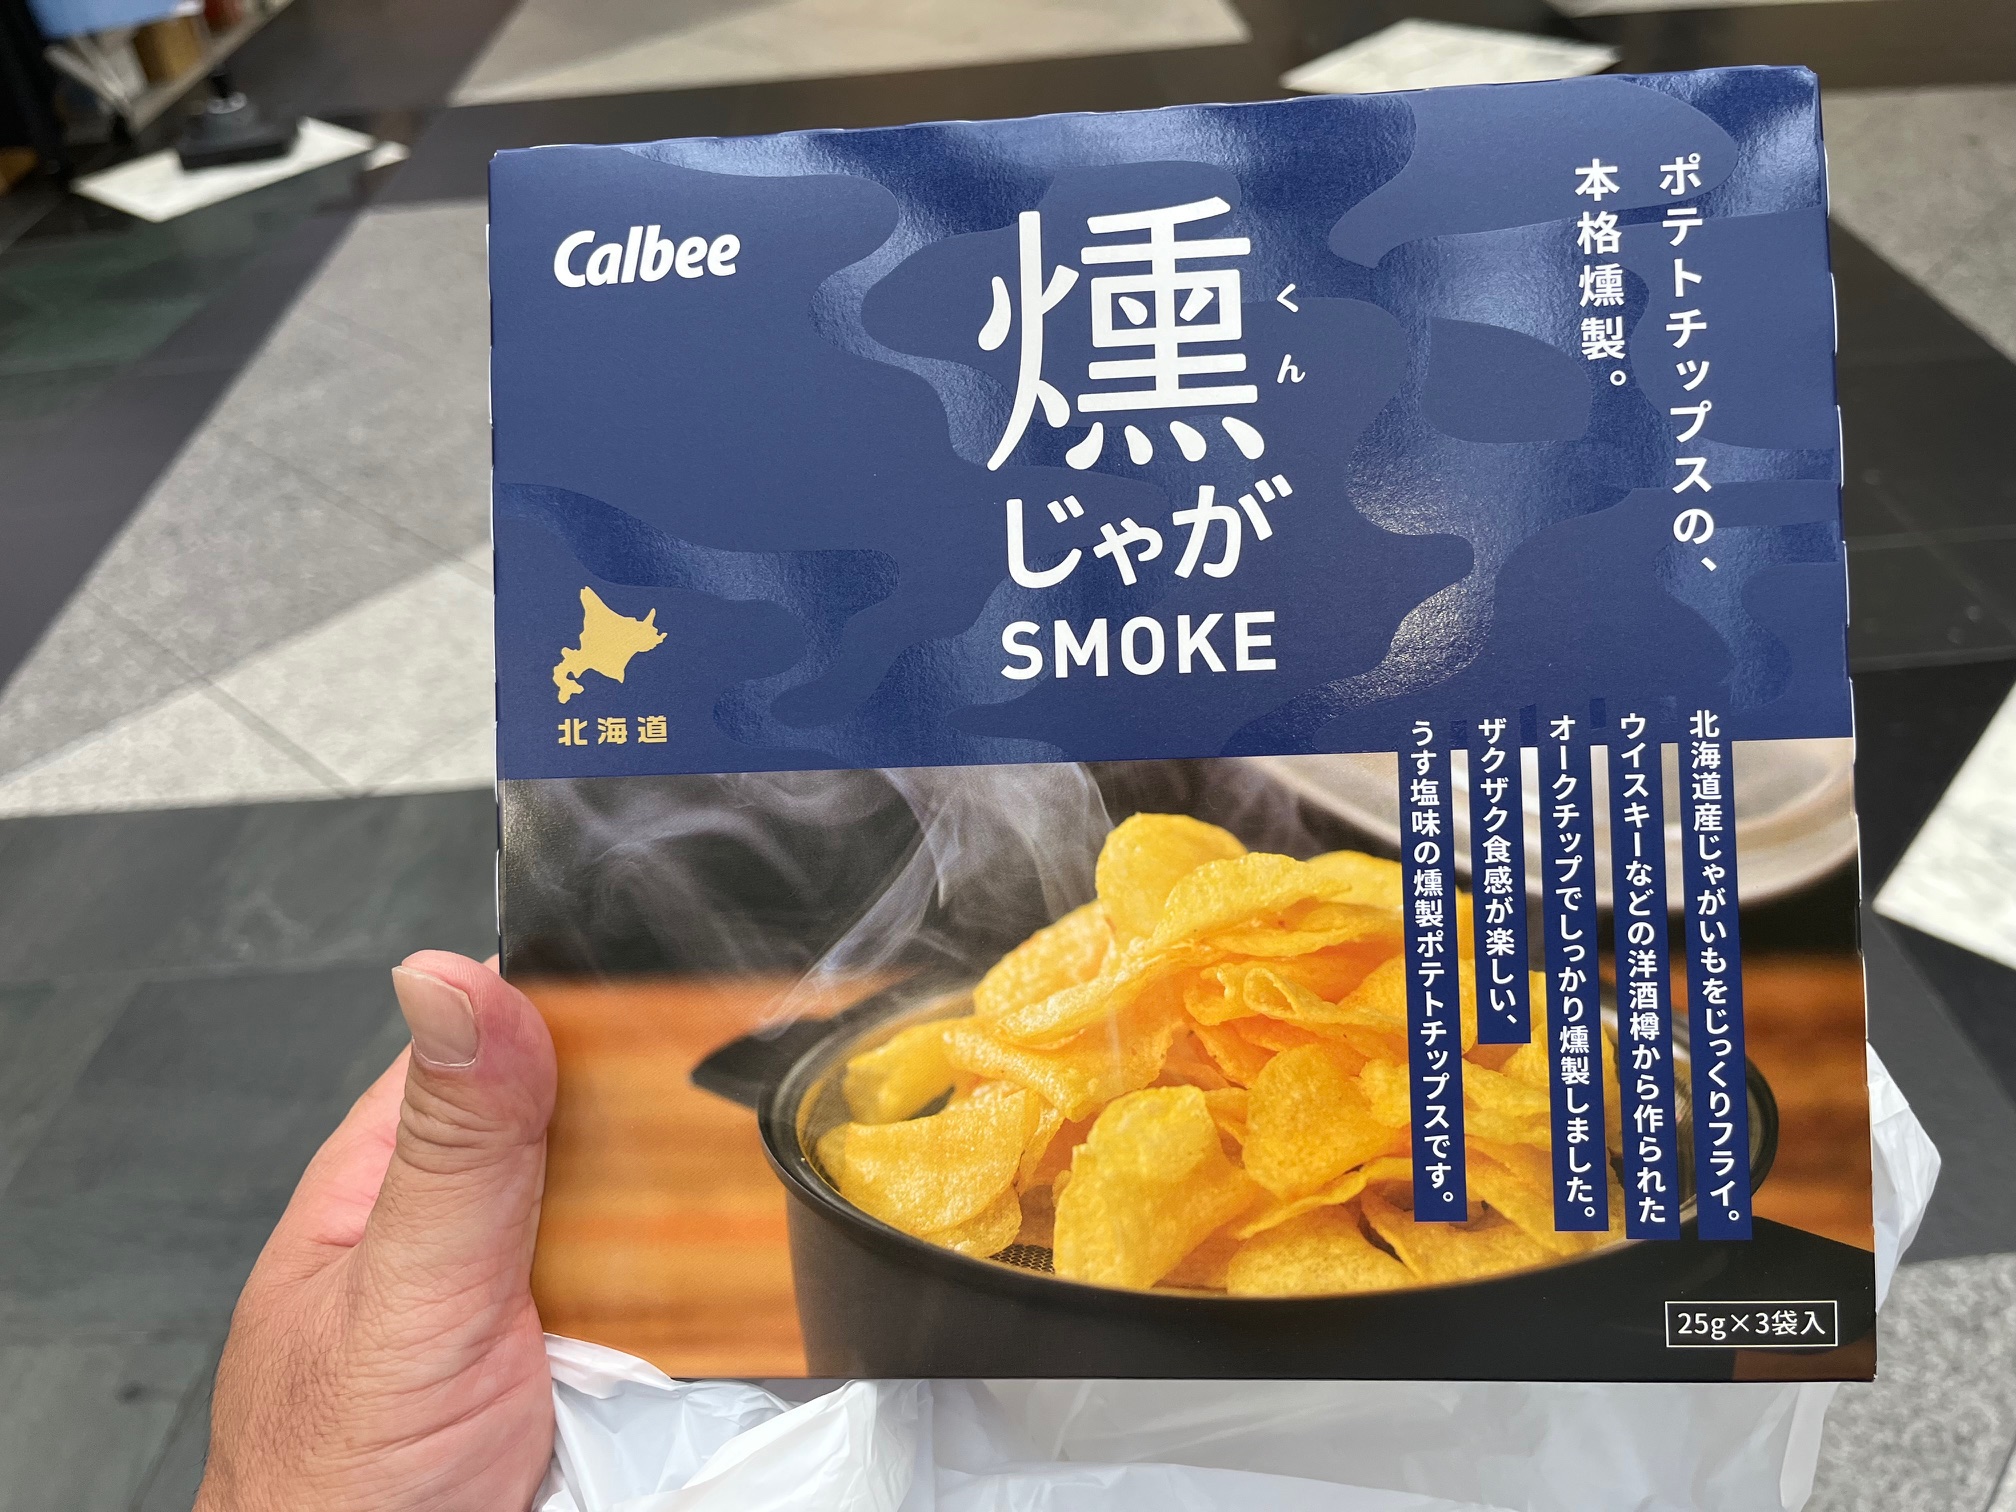 Calbee
燻
くん
じゃが
SMOKE
ポテトチップスの、
本格燻製。
北海道
北海道産じゃがいもをじっくりフライ。
ウイスキーなどの洋酒樽から作られた
オークチップでしっかり燻製しました。
ザクザク食感が楽しい、
うす塩味の燻製ポテトチップスです。
25g×3袋入